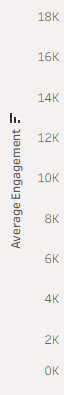 18K
16K
14K
12K
10K
8K
6K
4K
2K
0K
Average Engagement